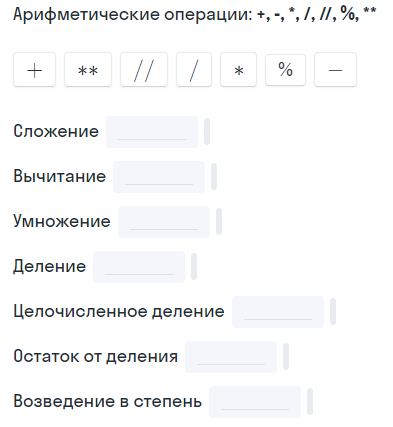 Арифметические операции: +, -, *, /, //, %, **
+ ** // / * % −
Сложение
Вычитание
Умножение
Деление
Целочисленное деление
Остаток от деления
Возведение в степень